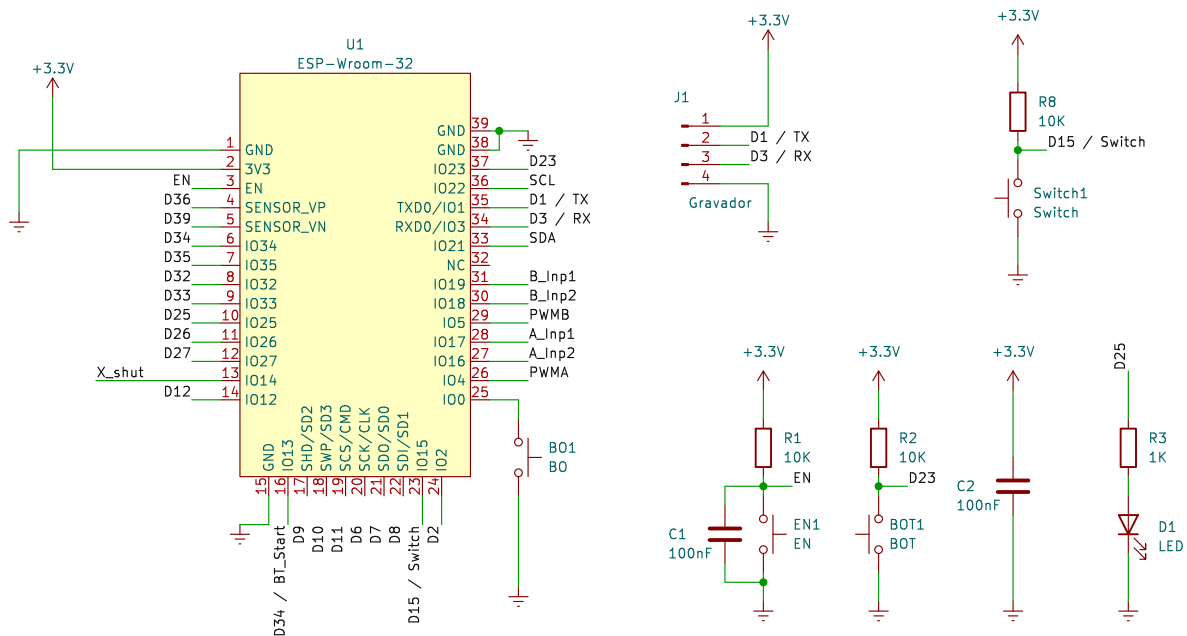 U1
ESP-Wroom-32
+3.3V
1 GND
2 3V3
EN 3 EN
D36 4 SENSOR_VP
D39 5 SENSOR_VN
D34 6 IO34
D35 7 IO35
D32 8 IO32
D33 9 IO33
D25 10 IO25
D26 11 IO26
D27 12 IO27
X_shut 13 IO14
D12 14 IO12
GND 39
GND 38
IO23 37 D23
IO22 36 SCL
TXD0/IO1 35 D1 / TX
RXD0/IO3 34 D3 / RX
IO21 33 SDA
NC 32
IO19 31 B_Inp1
IO18 30 B_Inp2
IO5 29 PWMB
IO17 28 A_Inp1
IO16 27 A_Inp2
IO4 26 PWMA
IO0 25
GND 15
IO13 16 D34 / BT_Start
SHD/SD2 17 D9
SWP/SD3 18 D10
SCS/CMD 19 D11
SCK/CLK 20 D6
SDO/SD0 21 D7
SDI/SD1 22 D8
IO15 23 D15 / Switch
IO2 24 D2
BO1
BO
+3.3V
J1
1
2 D1 / TX
3 D3 / RX
4
Gravador
+3.3V
R8
10K
D15 / Switch
Switch1
Switch
+3.3V
R1
10K
EN
C1
100nF
EN1
EN
+3.3V
R2
10K
D23
BOT1
BOT
+3.3V
C2
100nF
D25
R3
1K
D1
LED